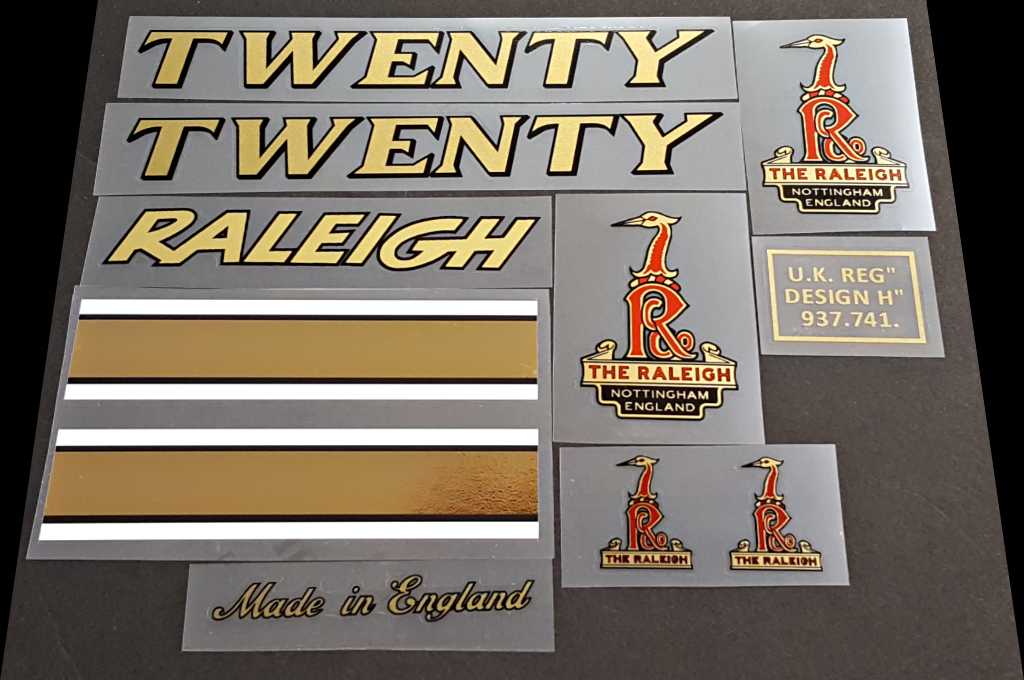 TWENTY
TWENTY
RALEIGH
R
THE RALEIGH
NOTTINGHAM
ENGLAND
U.K. REG"
DESIGN H"
937.741.
R
THE RALEIGH
NOTTINGHAM
ENGLAND
R
THE RALEIGH
R
THE RALEIGH
Made in England